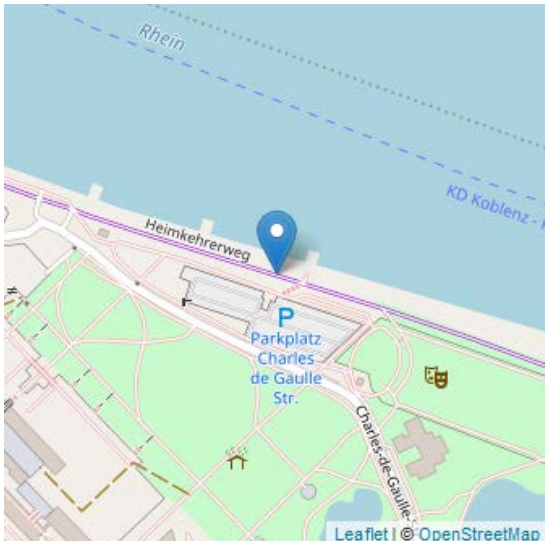 Rhein
KD Koblenz -
Heimkehrerweg
P
Parkplatz
Charles
de Gaulle
Str.
Charles-de-Gaulle-
Leaflet | © OpenStreetMap